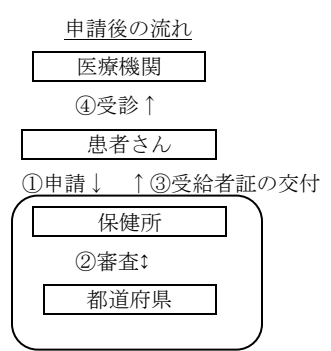 申請後の流れ
医療機関
④受診↑
患者さん
①申請↓　↑③受給者証の交付
保健所
②審査↕
都道府県